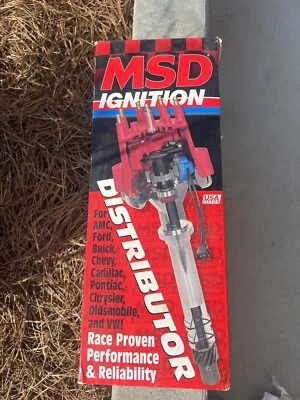 MSD
IGNITION
DISTRIBUTOR
For
AMC,
Ford,
Buick,
Chevy,
Cadillac,
Pontiac,
Chrysler,
Oldsmobile,
and VW!
USA
Race Proven
Performance
& Reliability